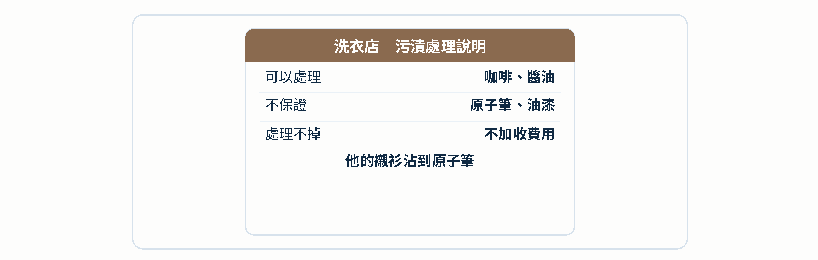 洗衣店　污漬處理說明
可以處理　咖啡、醬油
不保證　原子筆、油漆
處理不掉　不加收費用
他的襯衫沾到原子筆